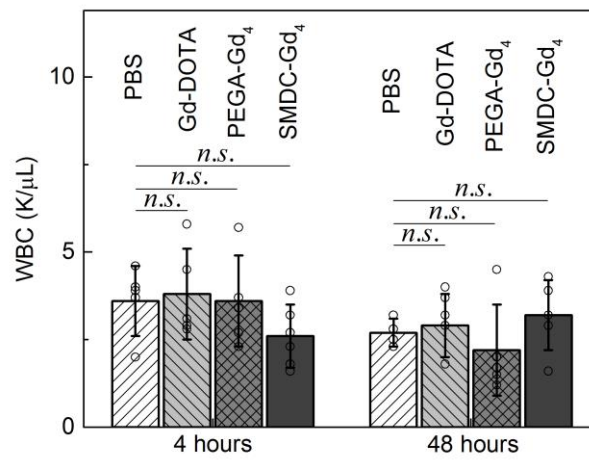 WBC (K/μL)
10
5
0
PBS
Gd-DOTA
PEGA-Gd₄
SMDC-Gd₄
n.s.
n.s.
n.s.
PBS
Gd-DOTA
PEGA-Gd₄
SMDC-Gd₄
n.s.
n.s.
n.s.
4 hours
48 hours